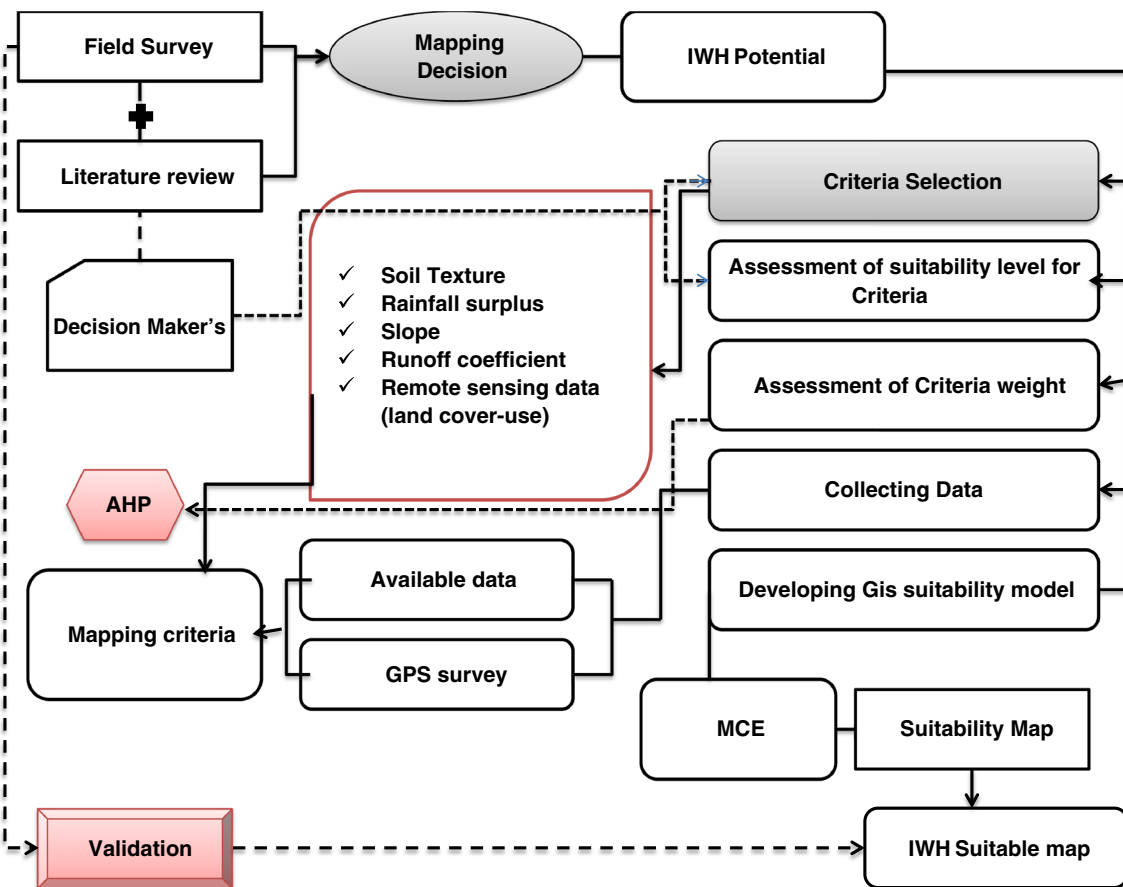 Field Survey
Mapping
Decision
IWH Potential
Literature review
Criteria Selection
Decision Maker's
✓ Soil Texture
✓ Rainfall surplus
✓ Slope
✓ Runoff coefficient
✓ Remote sensing data
(land cover-use)
Assessment of suitability level for
Criteria
Assessment of Criteria weight
AHP
Collecting Data
Available data
Developing Gis suitability model
Mapping criteria
GPS survey
MCE
Suitability Map
Validation
IWH Suitable map